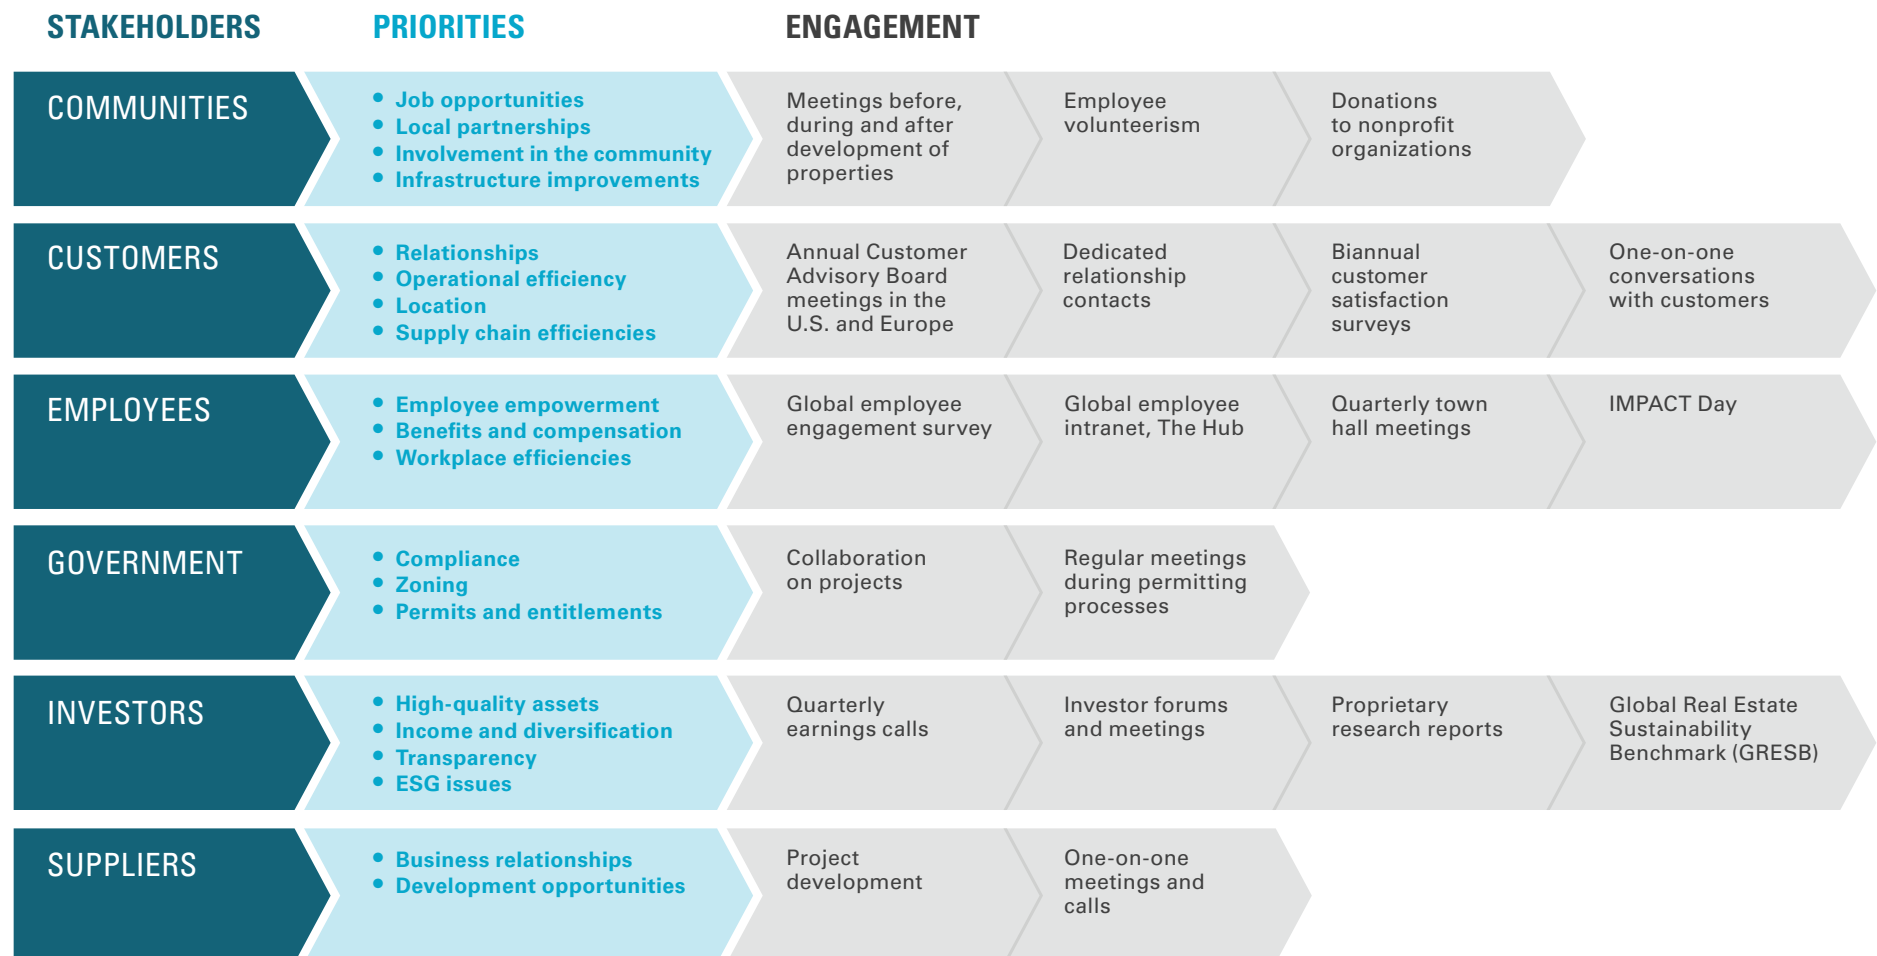 STAKEHOLDERS
PRIORITIES
ENGAGEMENT
COMMUNITIES
• Job opportunities
• Local partnerships
• Involvement in the community
• Infrastructure improvements
Meetings before,
during and after
development of
properties
Employee
volunteerism
Donations
to nonprofit
organizations
CUSTOMERS
• Relationships
• Operational efficiency
• Location
• Supply chain efficiencies
Annual Customer
Advisory Board
meetings in the
U.S. and Europe
Dedicated
relationship
contacts
Biannual
customer
satisfaction
surveys
One-on-one
conversations
with customers
EMPLOYEES
• Employee empowerment
• Benefits and compensation
• Workplace efficiencies
Global employee
engagement survey
Global employee
intranet, The Hub
Quarterly town
hall meetings
IMPACT Day
GOVERNMENT
• Compliance
• Zoning
• Permits and entitlements
Collaboration
on projects
Regular meetings
during permitting
processes
INVESTORS
• High-quality assets
• Income and diversification
• Transparency
• ESG issues
Quarterly
earnings calls
Investor forums
and meetings
Proprietary
research reports
Global Real Estate
Sustainability
Benchmark (GRESB)
SUPPLIERS
• Business relationships
• Development opportunities
Project
development
One-on-one
meetings and
calls